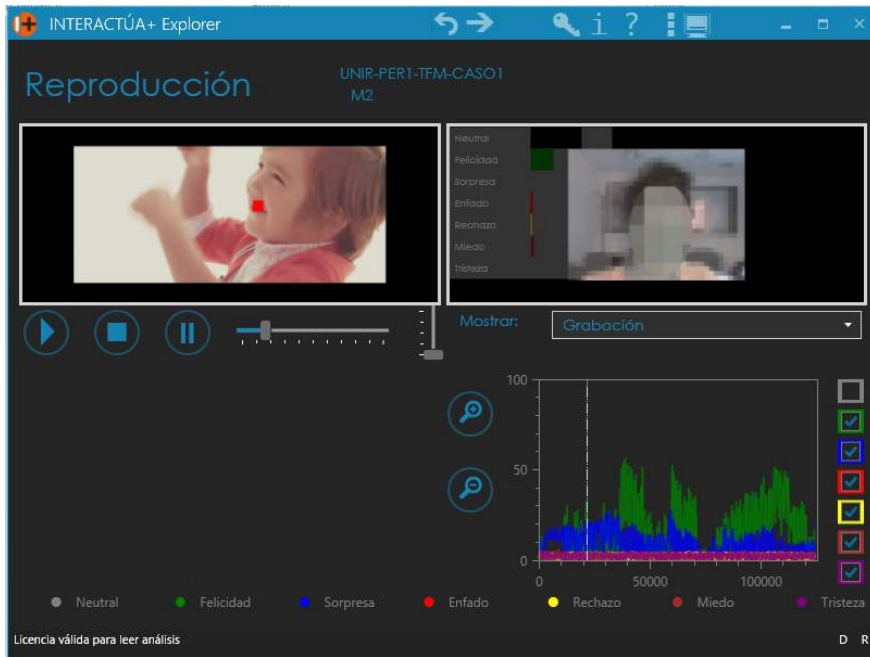 INTERACTÚA+ Explorer
Reproducción
UNIR-PER1-TFM-CASO1
M2
Neutral
Felicidad
Sorpresa
Enfado
Rechazo
Miedo
Tristeza
Mostrar: Grabación
100
50
0
0 50000 100000
Neutral Felicidad Sorpresa Enfado Rechazo Miedo Tristeza
Licencia válida para leer análisis D R